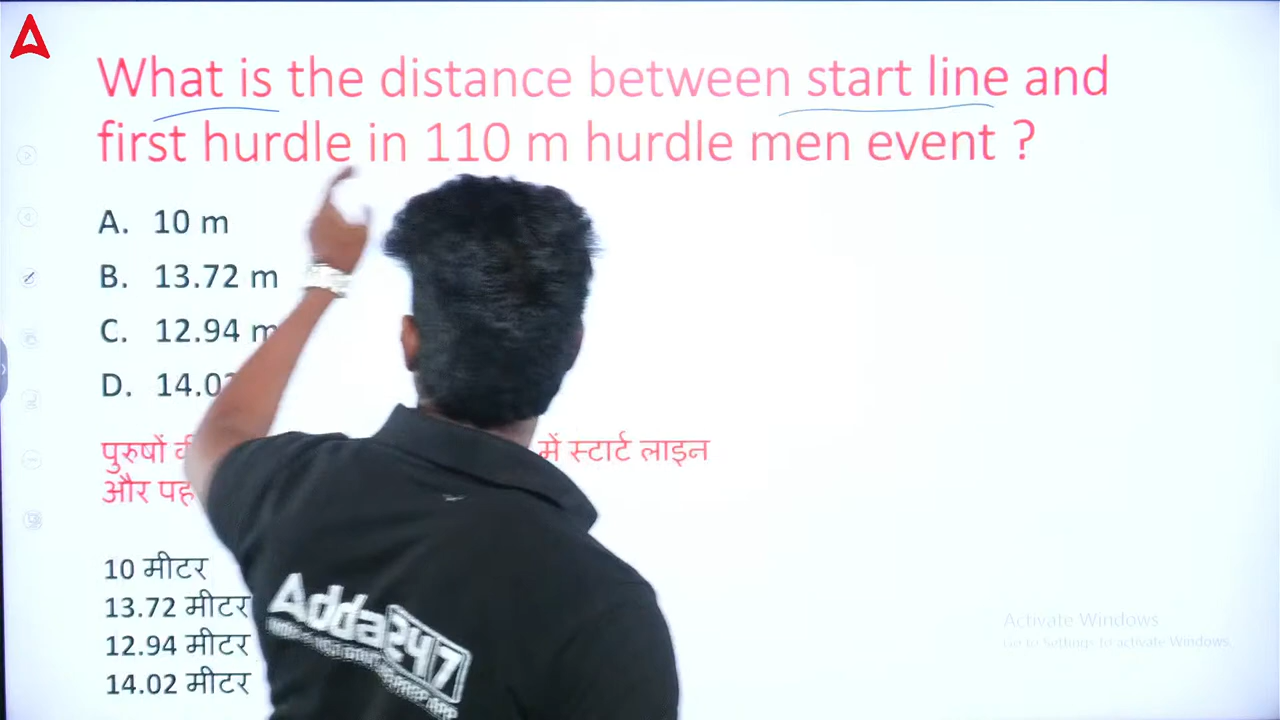 What is the distance between start line and
first hurdle in 110 m hurdle men event ?
A. 10 m
B. 13.72 m
C. 12.94 m
D. 14.02
पुरुषों में स्टार्ट लाइन
और
10 मीटर
13.72 मीटर
12.94 मीटर
14.02 मीटर
Adda247
Activate Windows
Go to Settings to activate Windows.